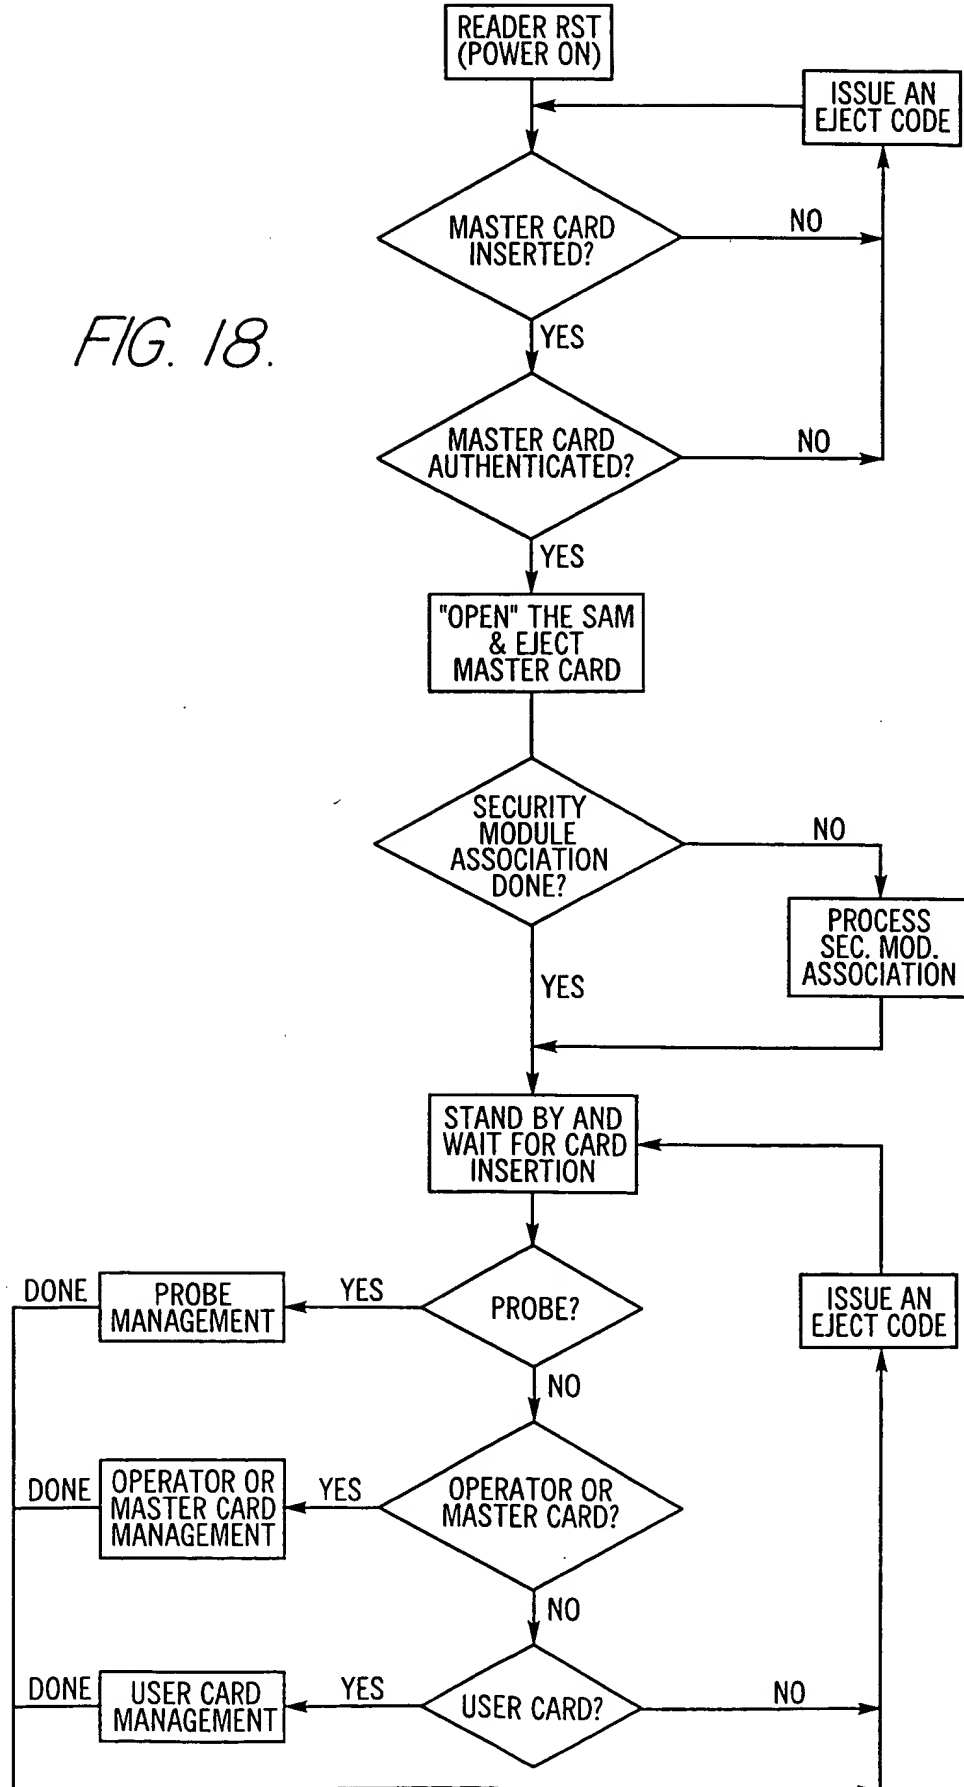 READER RST
(POWER ON)
ISSUE AN
EJECT CODE
MASTER CARD
INSERTED?
NO
FIG. 18.
YES
MASTER CARD
AUTHENTICATED?
NO
YES
"OPEN" THE SAM
& EJECT
MASTER CARD
SECURITY
MODULE
ASSOCIATION
DONE?
NO
PROCESS
SEC. MOD.
ASSOCIATION
YES
STAND BY AND
WAIT FOR CARD
INSERTION
DONE
PROBE
MANAGEMENT
YES
PROBE?
ISSUE AN
EJECT CODE
NO
DONE
OPERATOR OR
MASTER CARD
MANAGEMENT
YES
OPERATOR OR
MASTER CARD?
NO
DONE
USER CARD
MANAGEMENT
YES
USER CARD?
NO